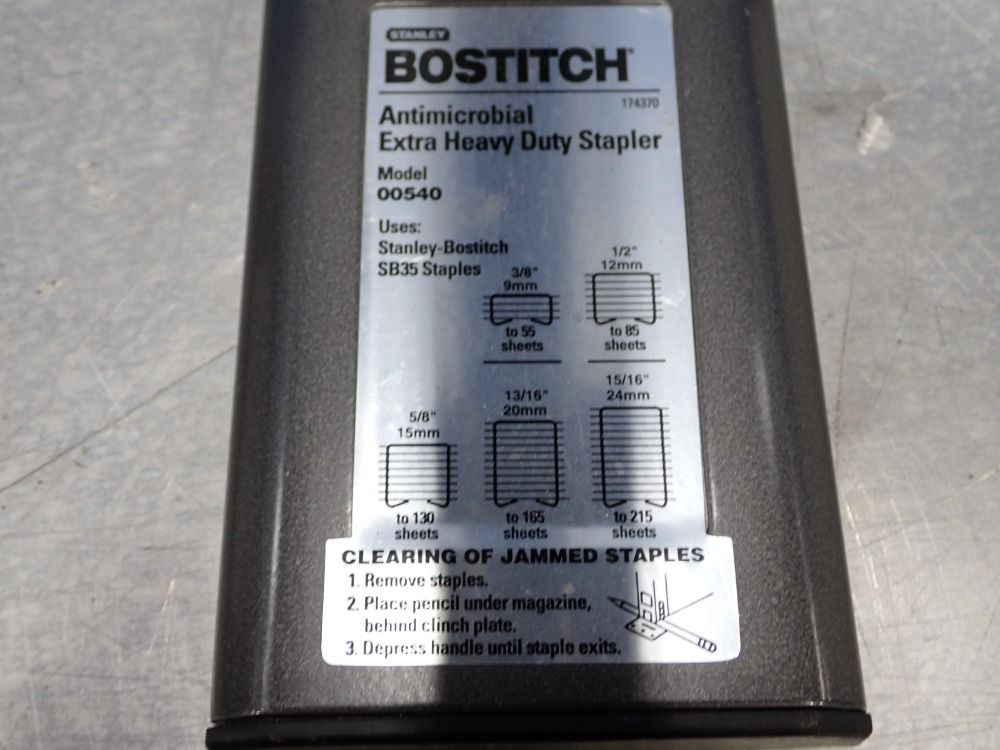 STANLEY
BOSTITCH
174370
Antimicrobial
Extra Heavy Duty Stapler
Model
00540
Uses:
Stanley-Bostitch
SB35 Staples
3/8"
9mm
to 55
sheets
1/2"
12mm
to 85
sheets
5/8"
15mm
to 130
sheets
13/16"
20mm
to 165
sheets
15/16"
24mm
to 215
sheets
CLEARING OF JAMMED STAPLES
1. Remove staples.
2. Place pencil under magazine,
behind clinch plate.
3. Depress handle until staple exits.